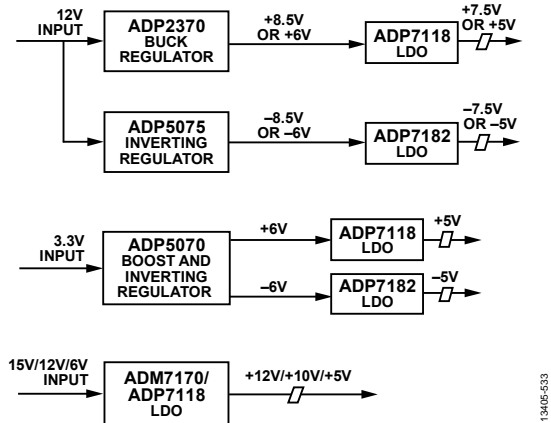 12V
INPUT
ADP2370
BUCK
REGULATOR
+8.5V
OR +6V
ADP7118
LDO
+7.5V
OR +5V
ADP5075
INVERTING
REGULATOR
–8.5V
OR –6V
ADP7182
LDO
–7.5V
OR –5V
3.3V
INPUT
ADP5070
BOOST AND
INVERTING
REGULATOR
+6V
ADP7118
LDO
+5V
–6V
ADP7182
LDO
–5V
15V/12V/6V
INPUT
ADM7170/
ADP7118
LDO
+12V/+10V/+5V
13405-533